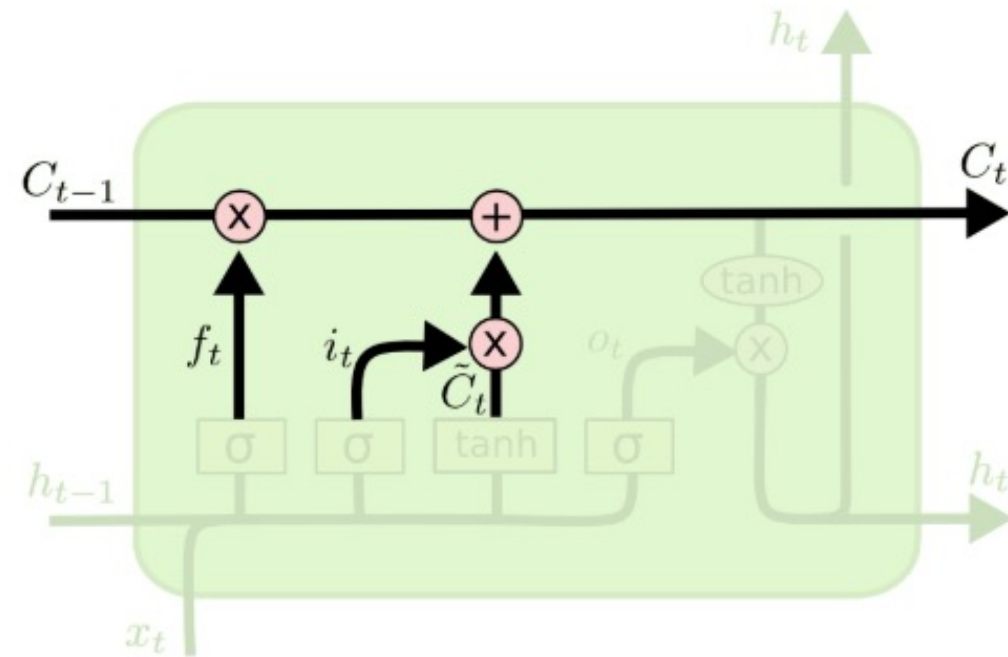 h_t
C_{t-1} × + C_t
tanh
f_t i_t × o_t ×
C̃_t
σ σ tanh σ
h_{t-1} h_t
x_t